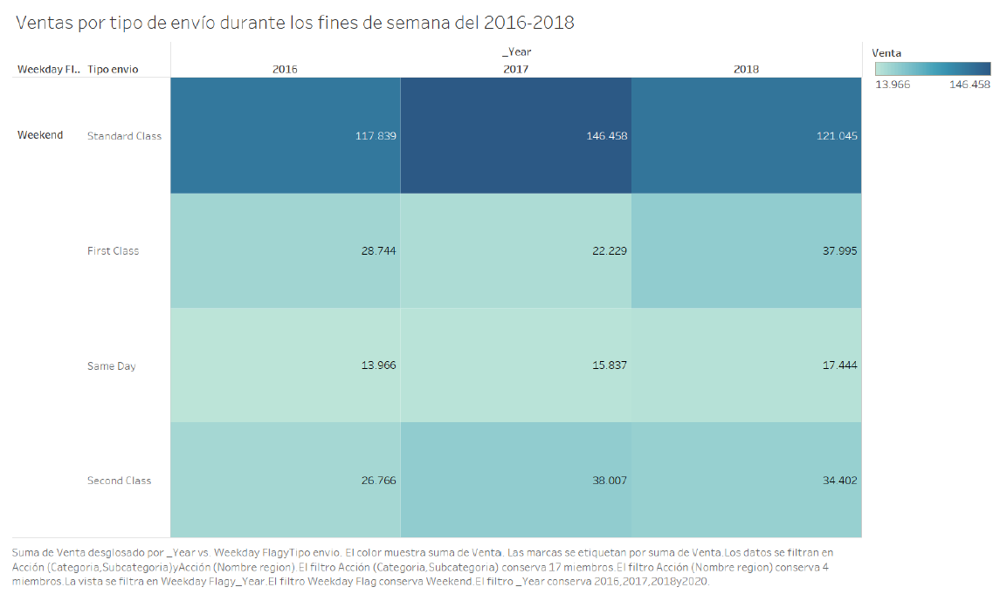 Ventas por tipo de envío durante los fines de semana del 2016-2018
_Year
Weekday Fl.. Tipo envio 2016 2017 2018
Venta
13.966 146.458
Weekend Standard Class 117.839 146.458 121.045
First Class 28.744 22.229 37.995
Same Day 13.966 15.837 17.444
Second Class 26.766 38.007 34.402
Suma de Venta desglosado por _Year vs. Weekday FlagyTipo envio. El color muestra suma de Venta. Las marcas se etiquetan por suma de Venta.Los datos se filtran en
Acción (Categoria,Subcategoria)yAcción (Nombre region).El filtro Acción (Categoria,Subcategoria) conserva 17 miembros.El filtro Acción (Nombre region) conserva 4
miembros.La vista se filtra en Weekday Flagy_Year.El filtro Weekday Flag conserva Weekend.El filtro _Year conserva 2016,2017,2018y2020.